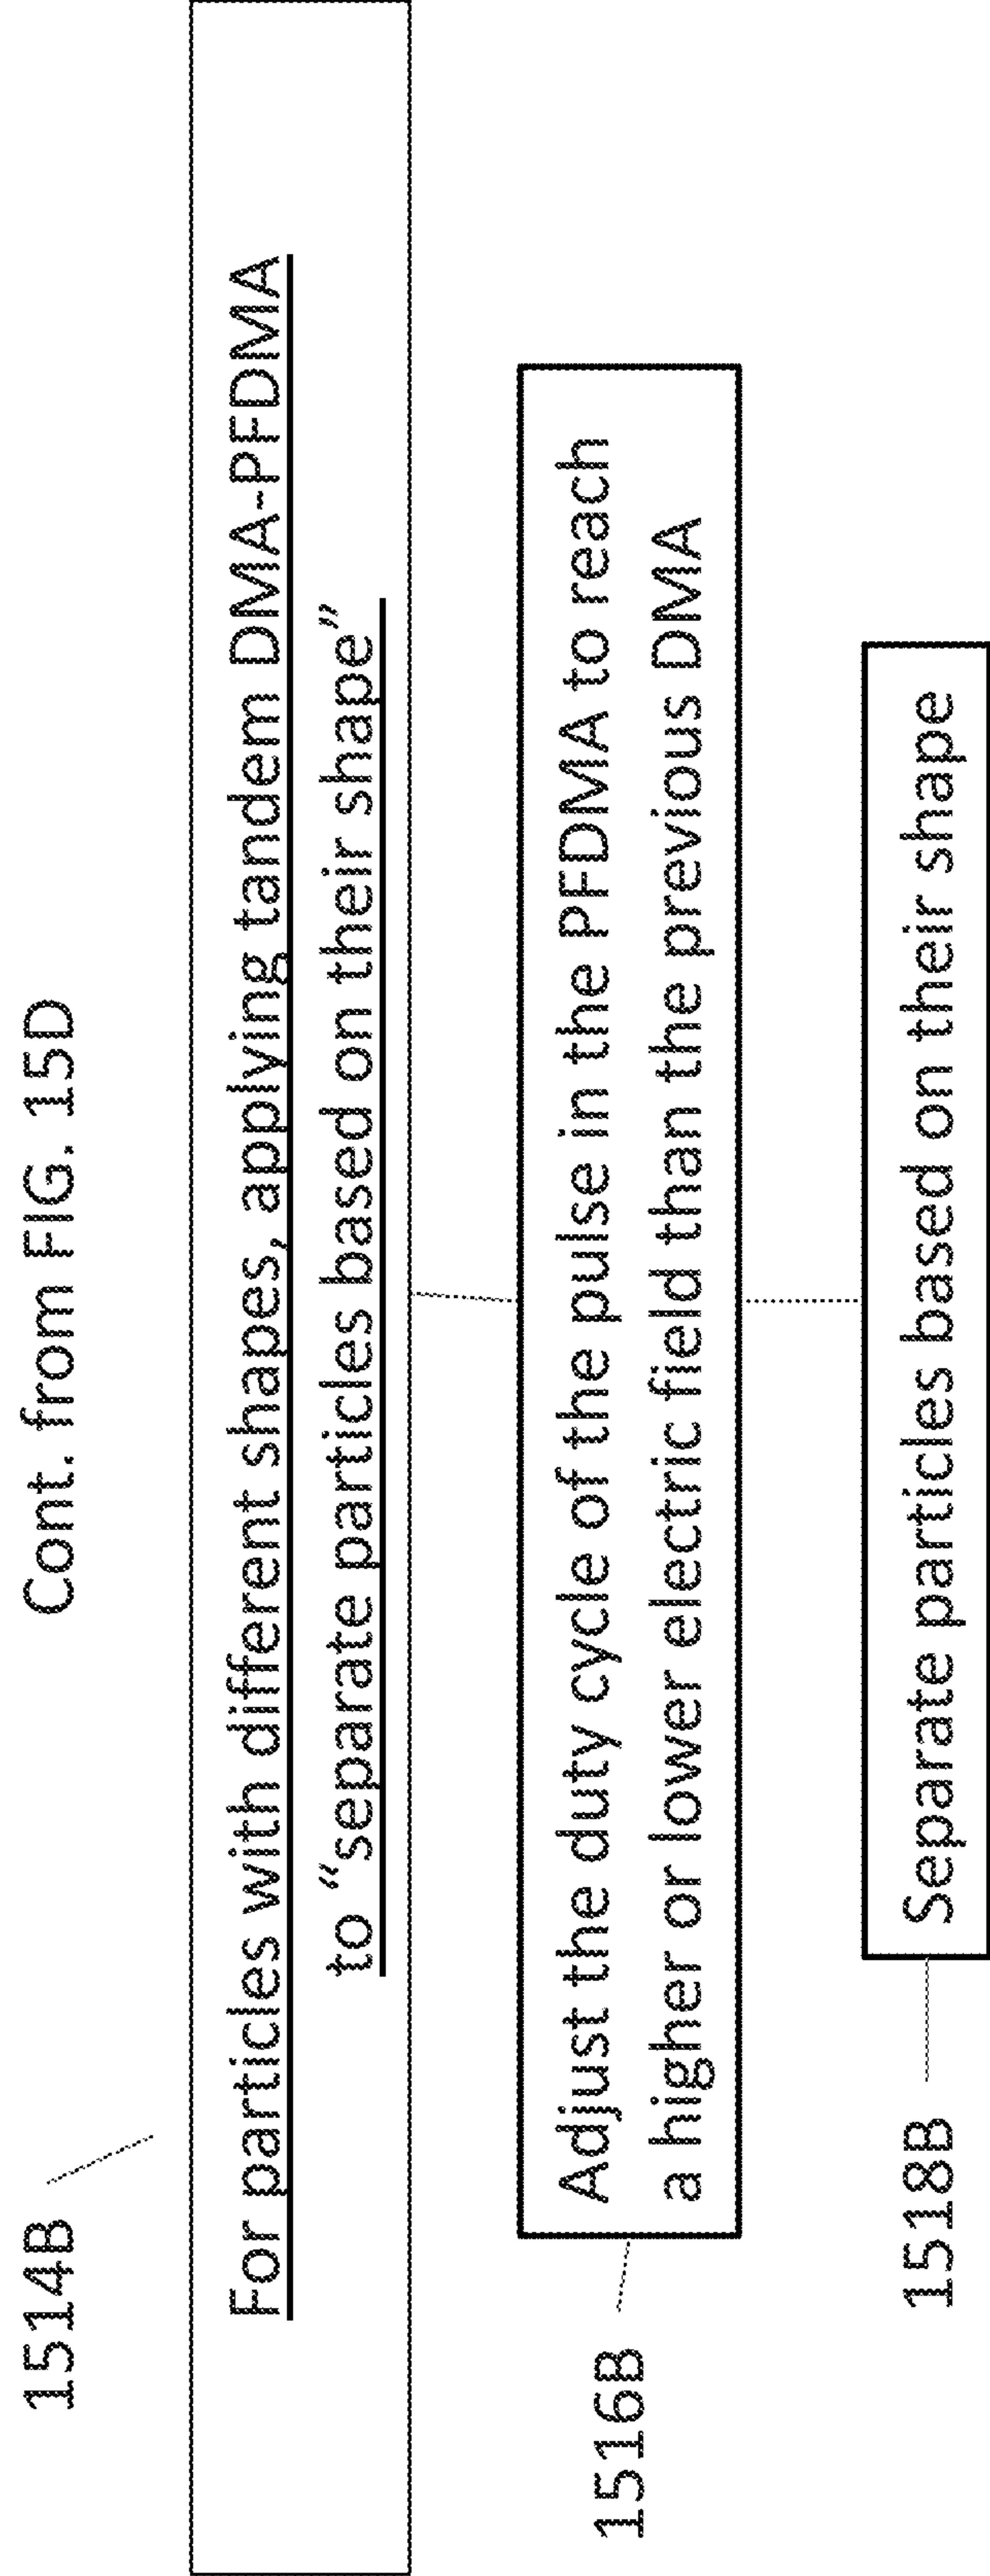 Cont. from FIG. 15D
1514B
For particles with different shapes, applying tandem DMA-PFDMA
to “separate particles based on their shape”
1516B
Adjust the duty cycle of the pulse in the PFDMA to reach
a higher or lower electric field than the previous DMA
1518B
Separate particles based on their shape